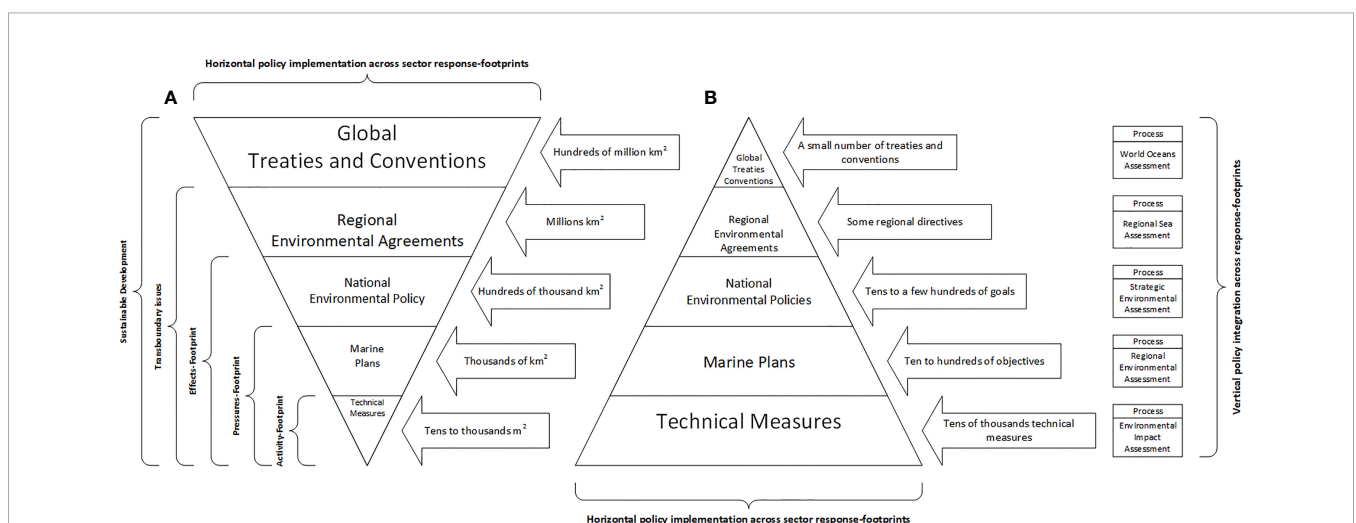 Horizontal policy implementation across sector response-footprints
A
B
Global
Treaties and Conventions
Hundreds of million km²
Regional
Environmental Agreements
Millions km²
National
Environmental Policy
Hundreds of thousand km²
Marine
Plans
Thousands of km²
Technical
Measures
Tens to thousands m²
Sustainable Development
Transboundary issues
Effects-Footprint
Pressures-Footprint
Activity-Footprint
Global
Treaties
Conventions
A small number of treaties and
conventions
Regional
Environmental
Agreements
Some regional directives
National
Environmental Policies
Tens to a few hundreds of goals
Marine Plans
Ten to hundreds of objectives
Technical Measures
Tens of thousands technical
measures
Process
World Oceans
Assessment
Process
Regional Sea
Assessment
Process
Strategic
Environmental
Assessment
Process
Regional
Environmental
Assessment
Process
Environmental
Impact
Assessment
Vertical policy integration across response-footprints
Horizontal policy implementation across sector response-footprints